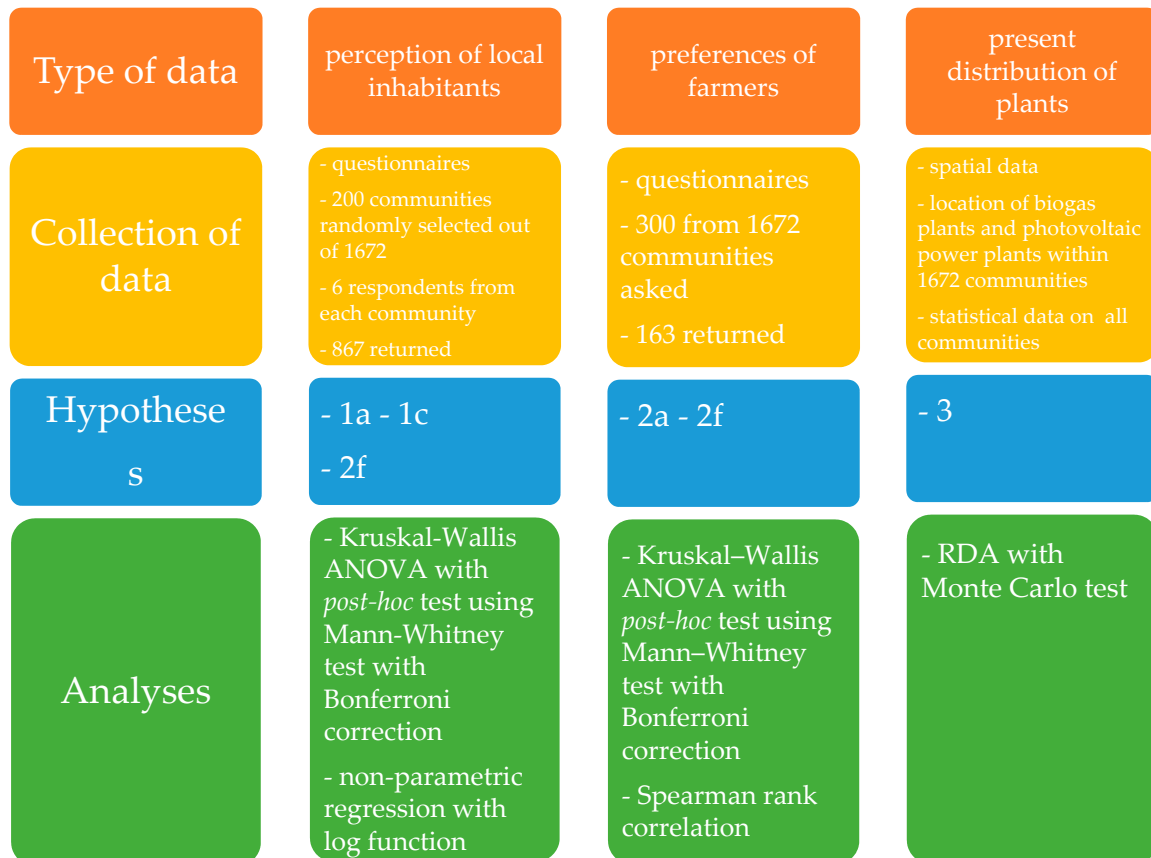 Type of data
perception of local
inhabitants
preferences of
farmers
present
distribution of
plants
Collection of
data
- questionnaires
- 200 communities
randomly selected out
of 1672
- 6 respondents from
each community
- 867 returned
- questionnaires
- 300 from 1672
communities
asked
- 163 returned
- spatial data
- location of biogas
plants and photovoltaic
power plants within
1672 communities
- statistical data on all
communities
Hypothese
s
- 1a - 1c
- 2f
- 2a - 2f
- 3
Analyses
- Kruskal-Wallis
ANOVA with
post-hoc test using
Mann-Whitney
test with
Bonferroni
correction
- non-parametric
regression with
log function
- Kruskal–Wallis
ANOVA with
post-hoc test using
Mann–Whitney
test with
Bonferroni
correction
- Spearman rank
correlation
- RDA with
Monte Carlo test